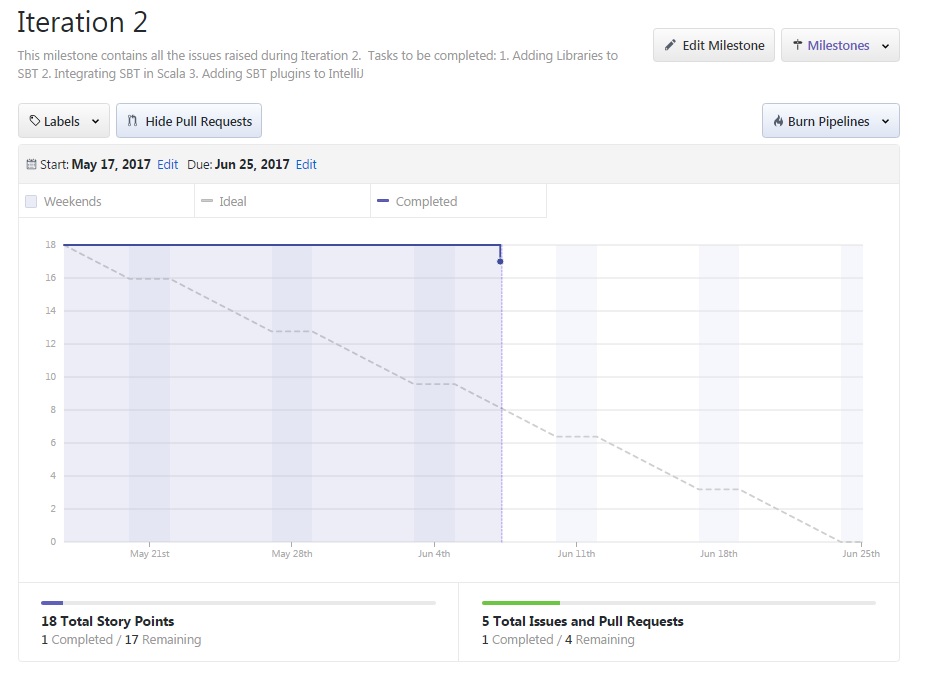 Iteration 2
This milestone contains all the issues raised during Iteration 2.  Tasks to be completed: 1. Adding Libraries to
SBT 2. Integrating SBT in Scala 3. Adding SBT plugins to IntelliJ
Edit Milestone
Milestones
Labels
Hide Pull Requests
Burn Pipelines
Start: May 17, 2017 Edit Due: Jun 25, 2017 Edit
Weekends
Ideal
Completed
18
16
14
12
10
8
6
4
2
0
May 21st
May 28th
Jun 4th
Jun 11th
Jun 18th
Jun 25th
18 Total Story Points
1 Completed / 17 Remaining
5 Total Issues and Pull Requests
1 Completed / 4 Remaining